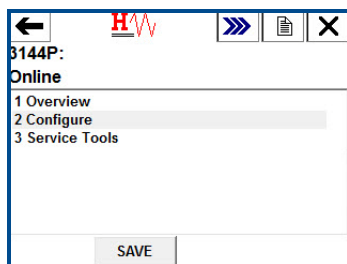 H
3144P:
Online
1 Overview
2 Configure
3 Service Tools
SAVE